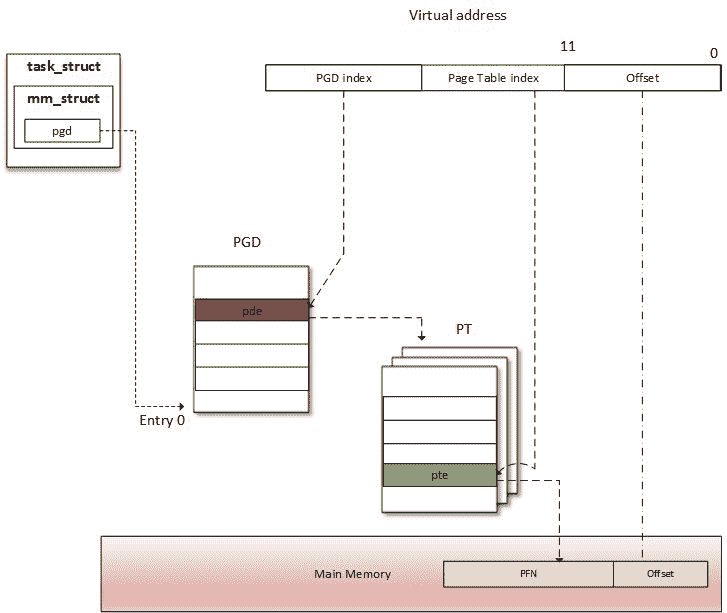 Virtual address
11
0
task_struct
mm_struct
pgd
PGD index
Page Table index
Offset
PGD
pde
PT
Entry 0
pte
Main Memory
PFN
Offset